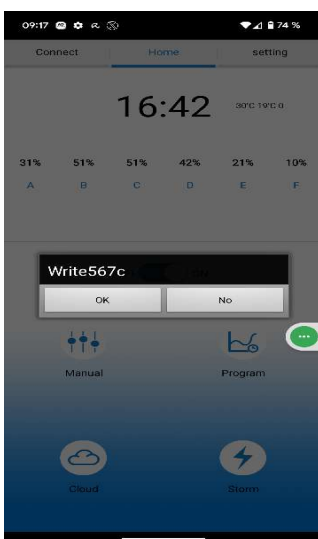 09:17 74 %
Connect Home setting
16:42 30℃ 19℃ 0
31% 51% 51% 42% 21% 10%
A B C D E F
Write567c
OK No
Manual Program
Cloud Storm